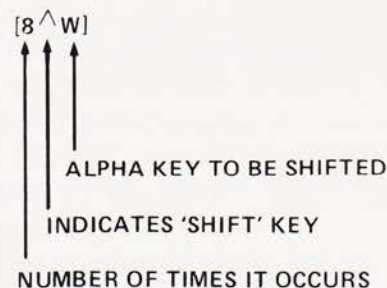 [8^W]
ALPHA KEY TO BE SHIFTED
INDICATES 'SHIFT' KEY
NUMBER OF TIMES IT OCCURS